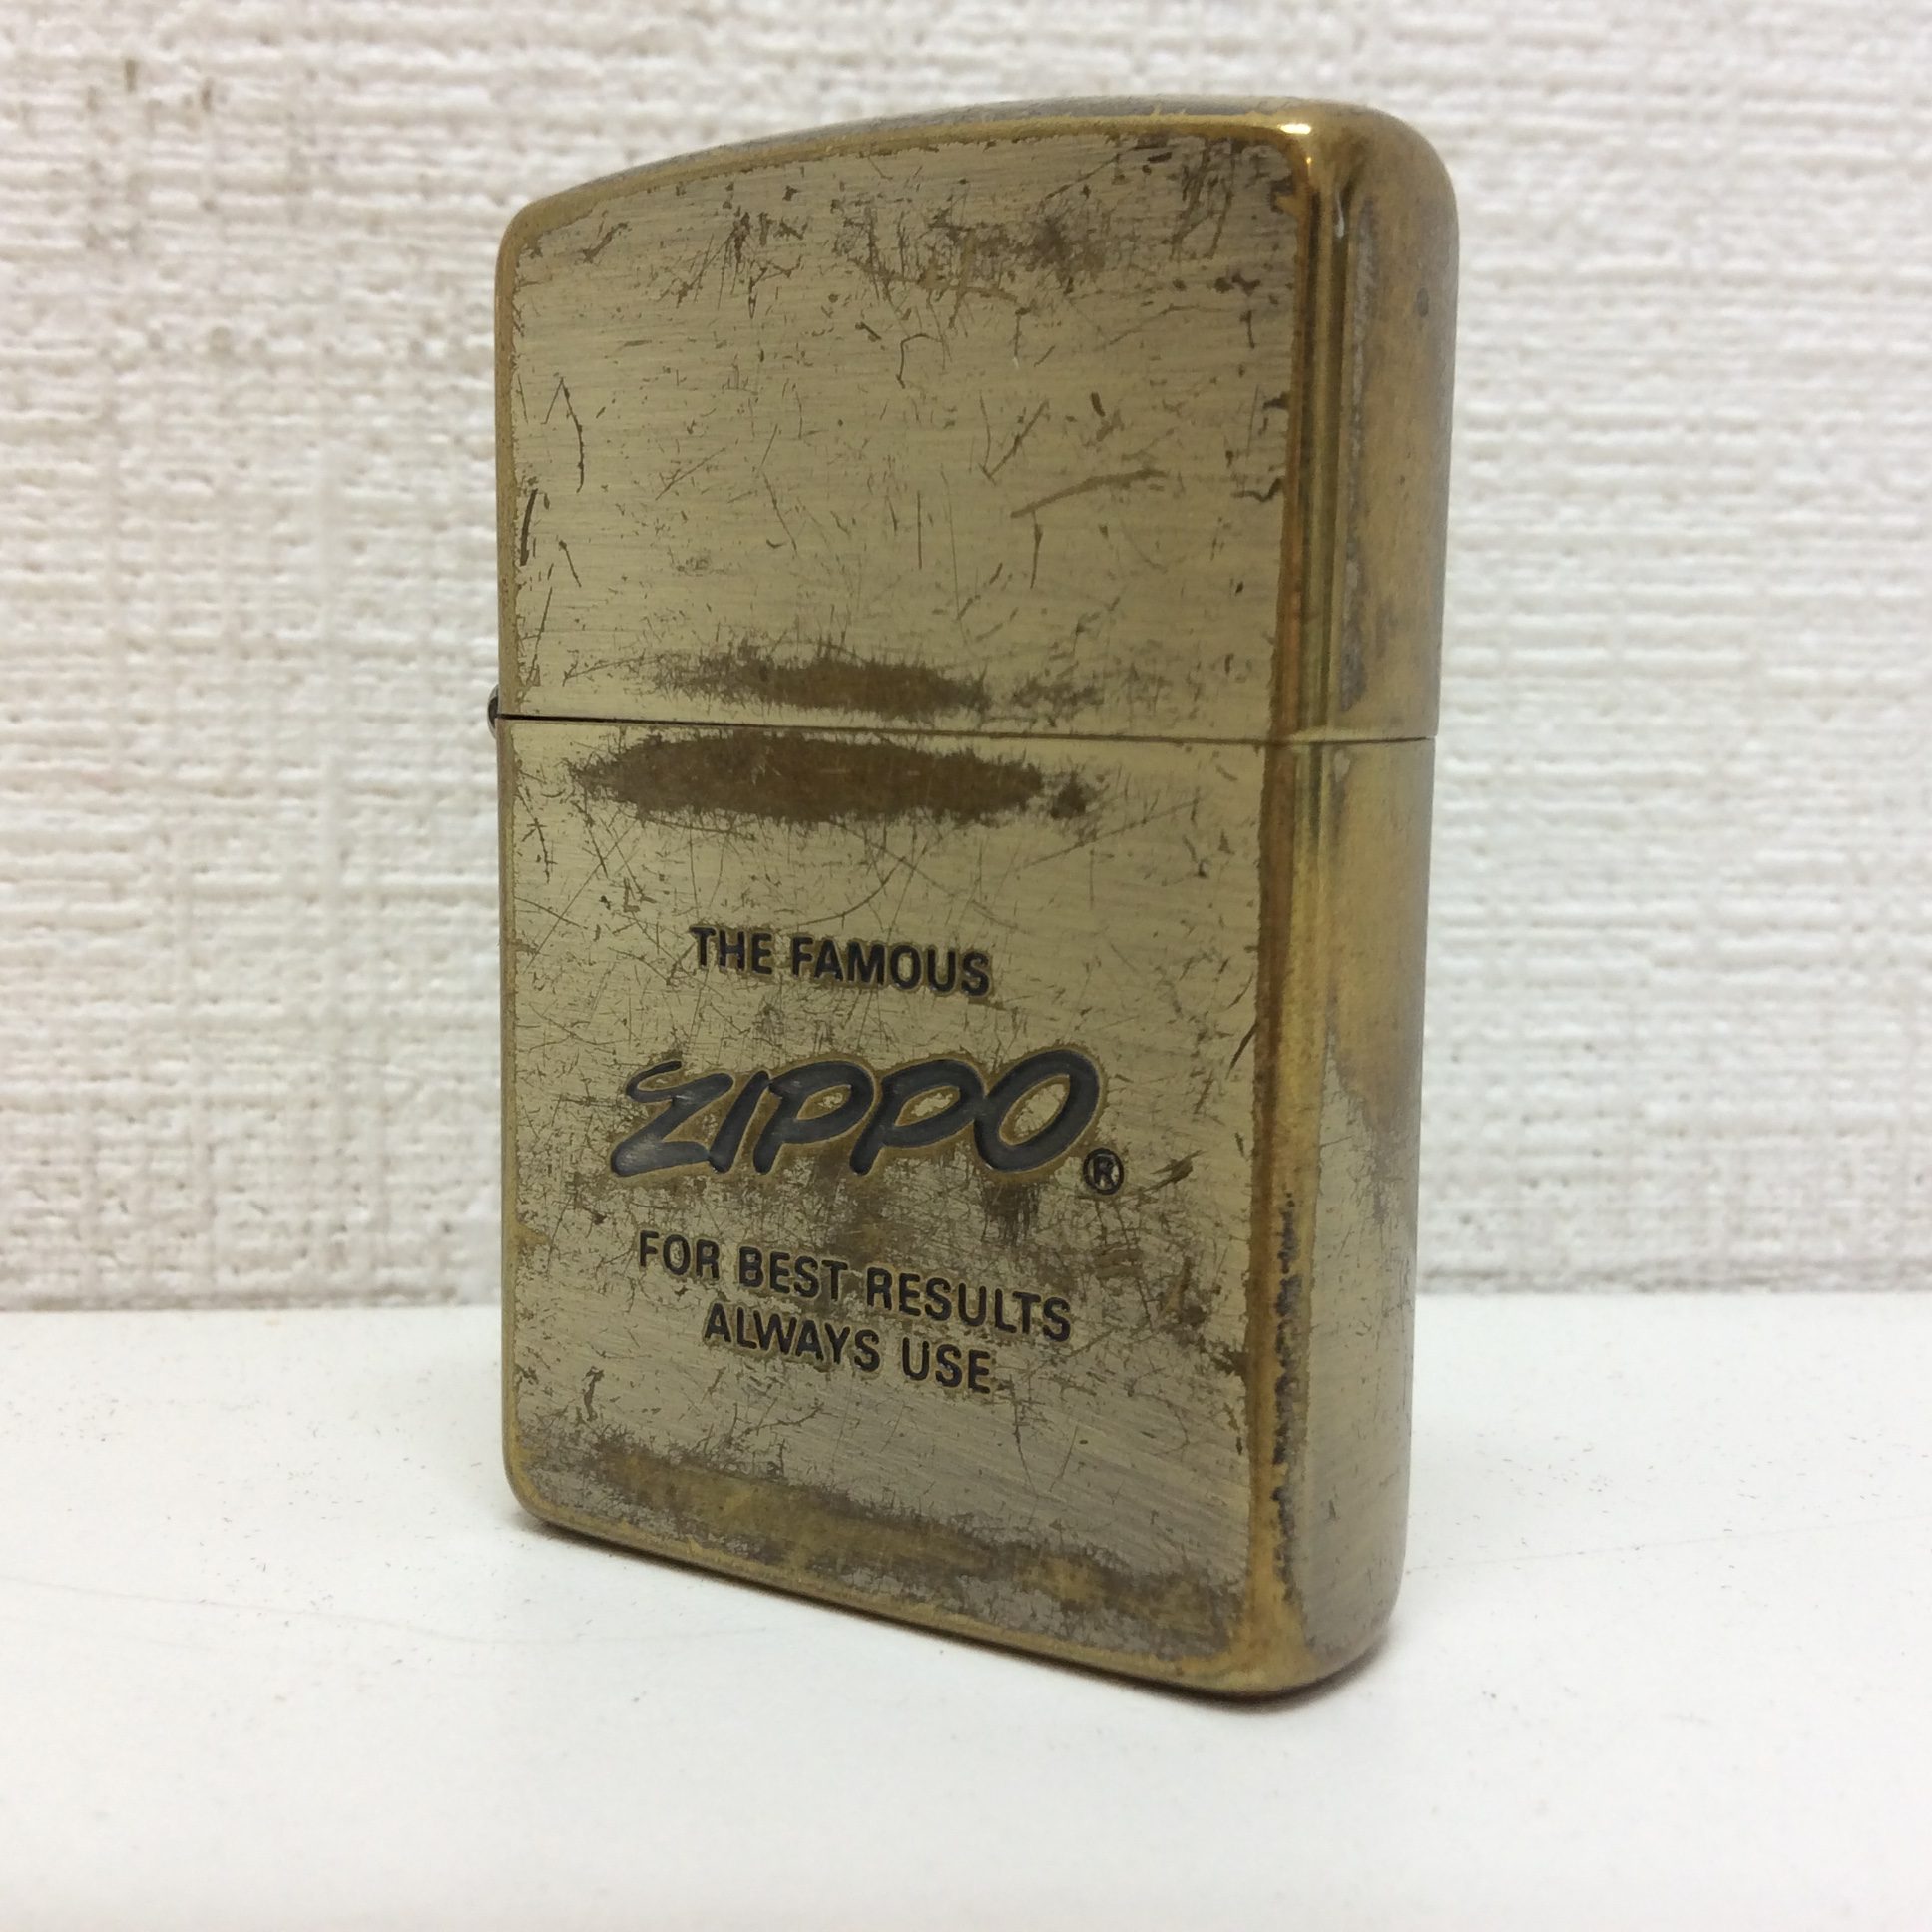 THE FAMOUS
ZIPPO®
FOR BEST RESULTS
ALWAYS USE